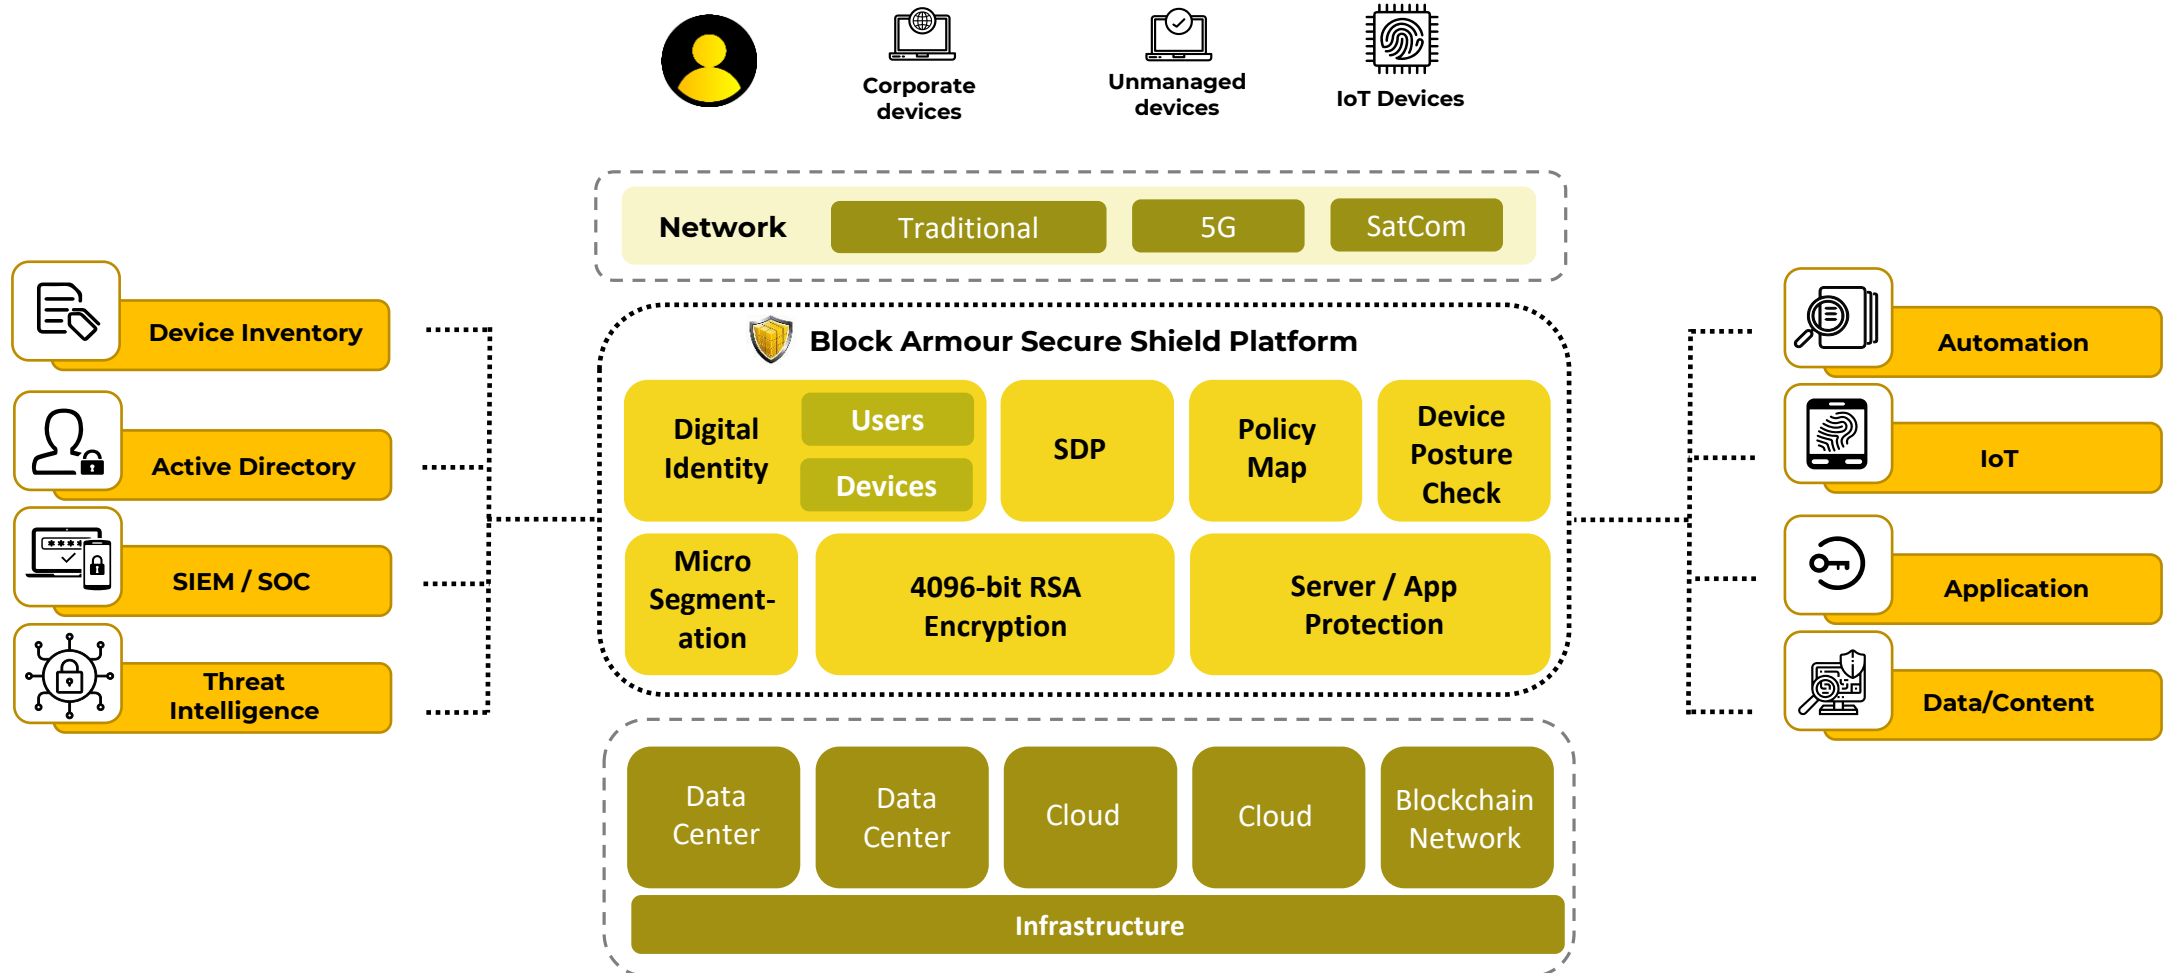 Corporate
devices
Unmanaged
devices
IoT Devices
Network
Traditional
5G
SatCom
Device Inventory
Active Directory
SIEM / SOC
Threat
Intelligence
Block Armour Secure Shield Platform
Digital
Identity
Users
Devices
SDP
Policy
Map
Device
Posture
Check
Micro
Segment-
ation
4096-bit RSA
Encryption
Server / App
Protection
Automation
IoT
Application
Data/Content
Data
Center
Data
Center
Cloud
Cloud
Blockchain
Network
Infrastructure